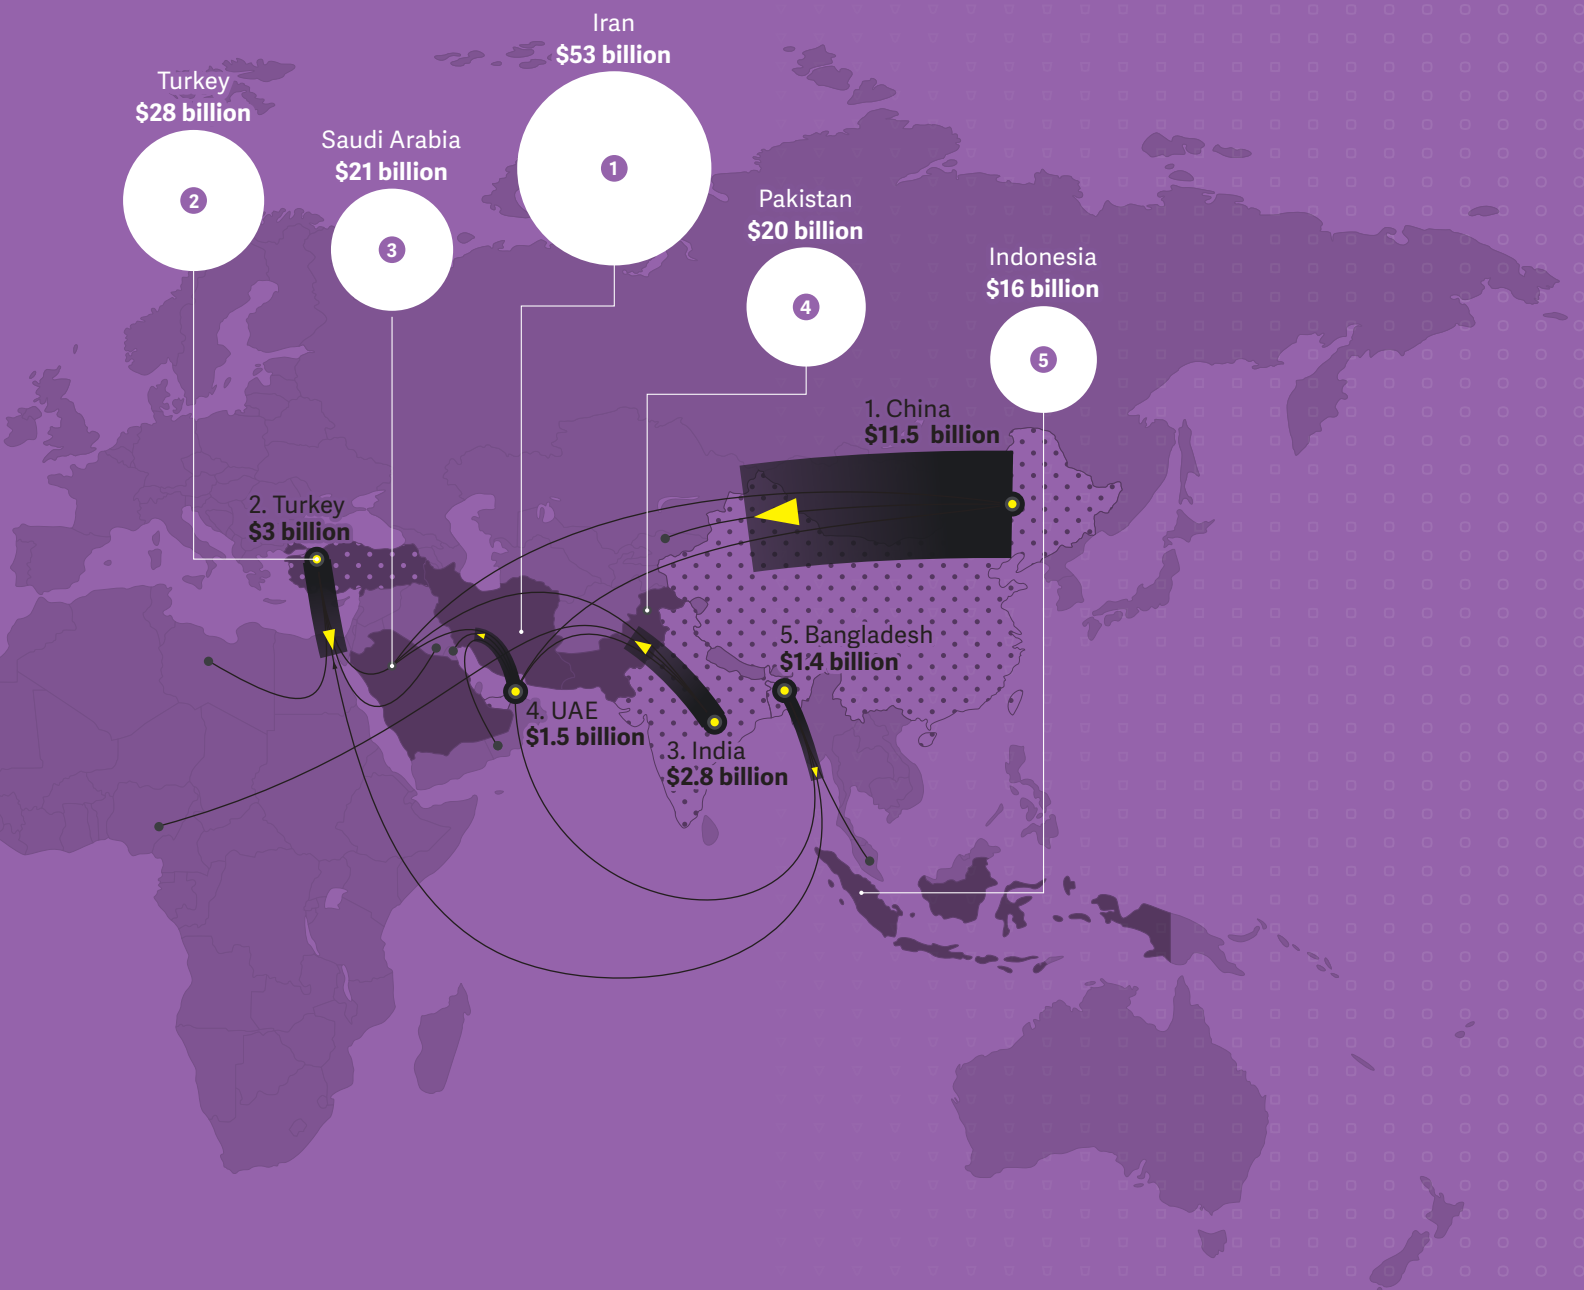 Iran
$53 billion
1
Turkey
$28 billion
2
Saudi Arabia
$21 billion
3
Pakistan
$20 billion
4
Indonesia
$16 billion
5
1. China
$11.5  billion
2. Turkey
$3 billion
5. Bangladesh
$1.4 billion
4. UAE
$1.5 billion
3. India
$2.8 billion